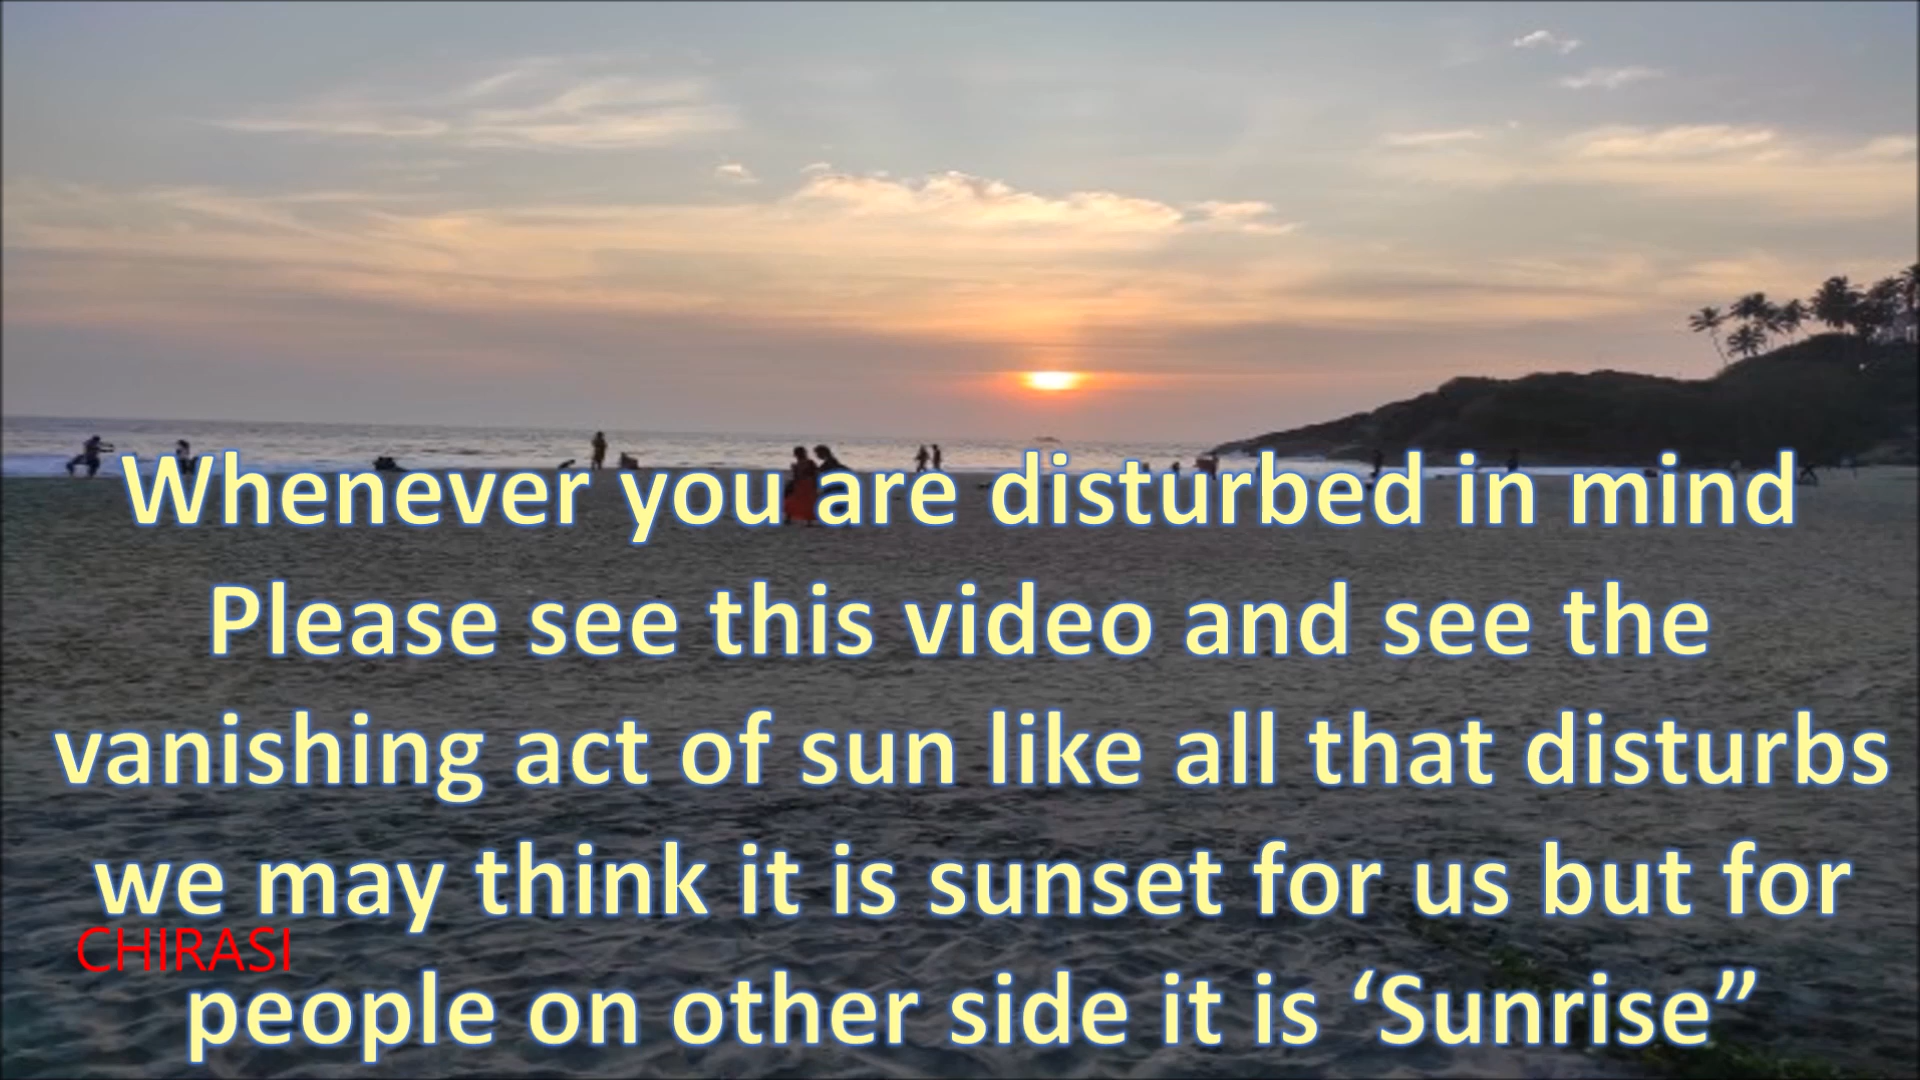 Whenever you are disturbed in mind
Please see this video and see the
vanishing act of sun like all that disturbs
we may think it is sunset for us but for
CHIRASI
people on other side it is ‘Sunrise”